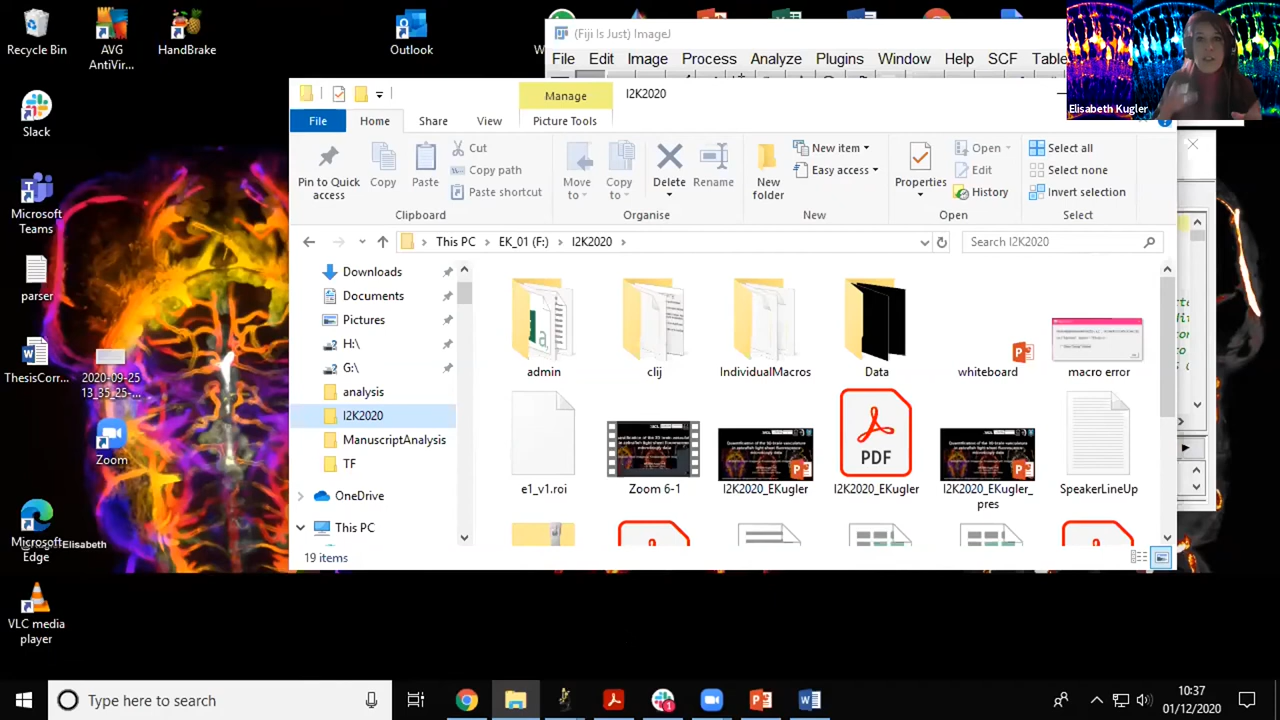 Recycle Bin
AVG
AntiVir...
HandBrake
Outlook
Slack
Microsoft
Teams
parser
ThesisCorr...
2020-09-25
13_35_25-...
Zoom
Microsoft
Edge
Elisabeth
VLC media
player
(Fiji Is Just) ImageJ
File Edit Image Process Analyze Plugins Window Help SCF Table
Elisabeth Kugler
Manage
I2K2020
File Home Share View Picture Tools
Pin to Quick
access
Copy
Paste
Cut
Copy path
Paste shortcut
Clipboard
Move
to
Copy
to
Delete
Rename
Organise
New
folder
New item
Easy access
New
Properties
Open
Edit
History
Open
Select all
Select none
Invert selection
Select
This PC > EK_01 (F:) > I2K2020 >
Search I2K2020
Downloads
Documents
Pictures
H:\
G:\
analysis
I2K2020
ManuscriptAnalysis
TF
OneDrive
This PC
admin
clij
IndividualMacros
Data
whiteboard
macro error
e1_v1.roi
Zoom 6-1
I2K2020_EKugler
PDF
I2K2020_EKugler
I2K2020_EKugler_
pres
SpeakerLineUp
19 items
Type here to search
10:37
01/12/2020